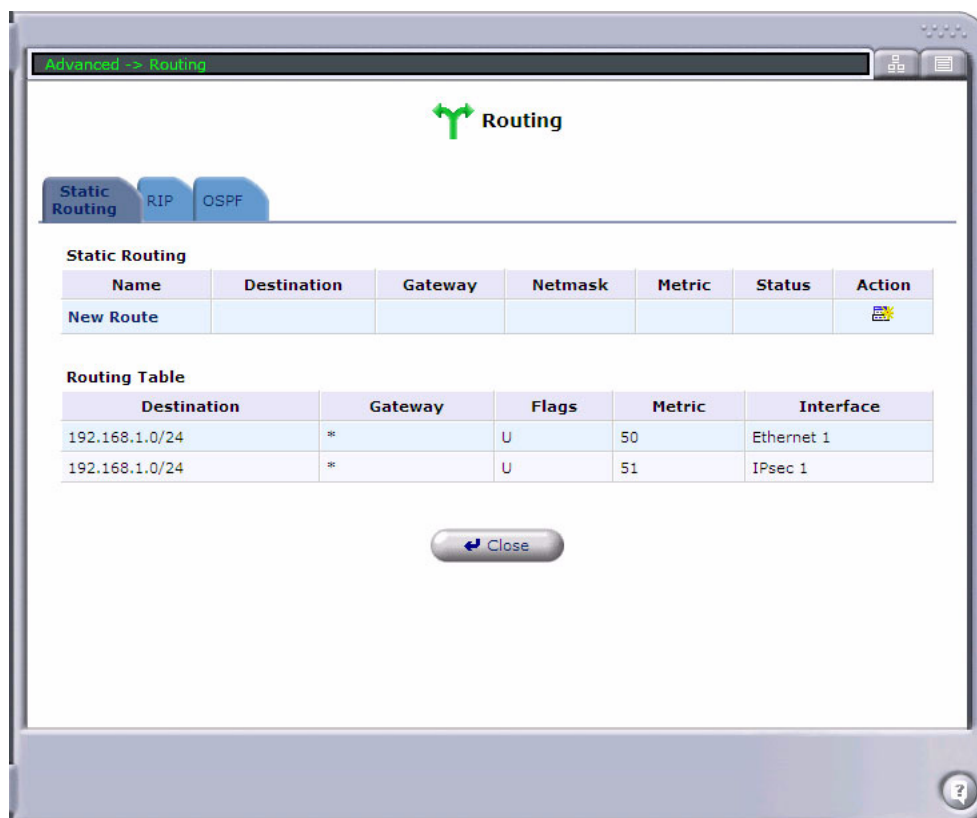 Advanced -> Routing
Routing
Static Routing
RIP
OSPF
Static Routing
Name Destination Gateway Netmask Metric Status Action
New Route
Routing Table
Destination Gateway Flags Metric Interface
192.168.1.0/24 * U 50 Ethernet 1
192.168.1.0/24 * U 51 IPsec 1
Close
?